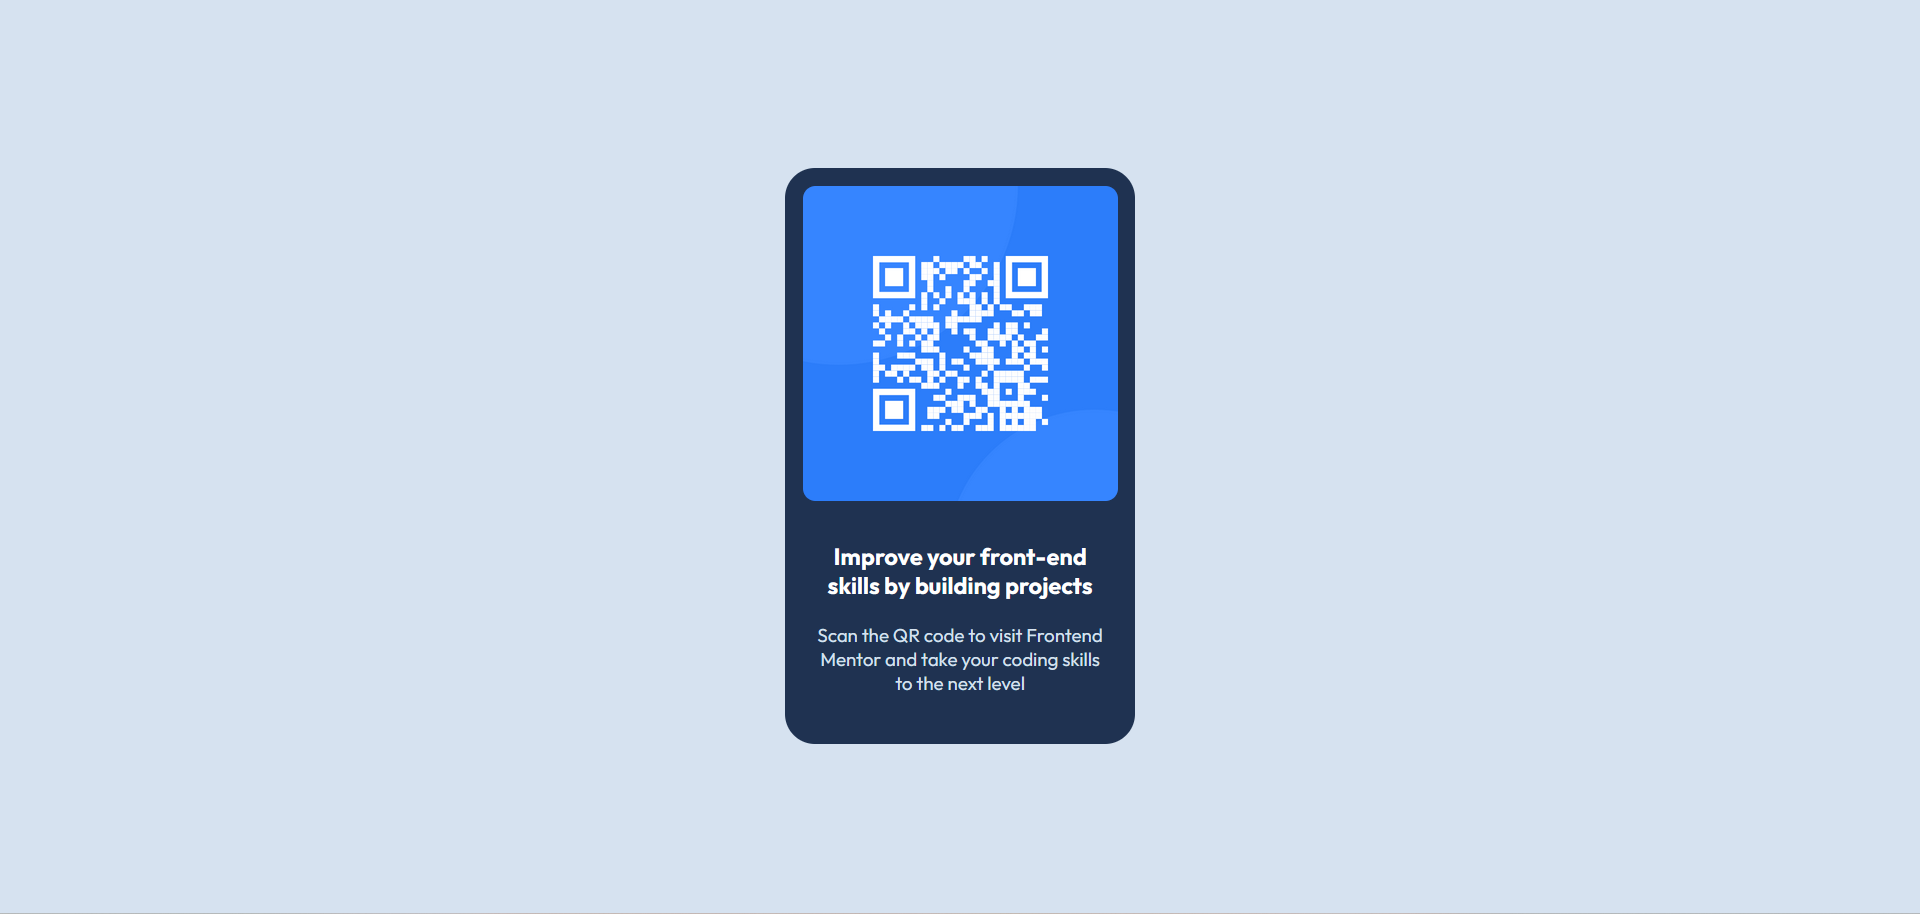 Improve your front-end
skills by building projects
Scan the QR code to visit Frontend
Mentor and take your coding skills
to the next level